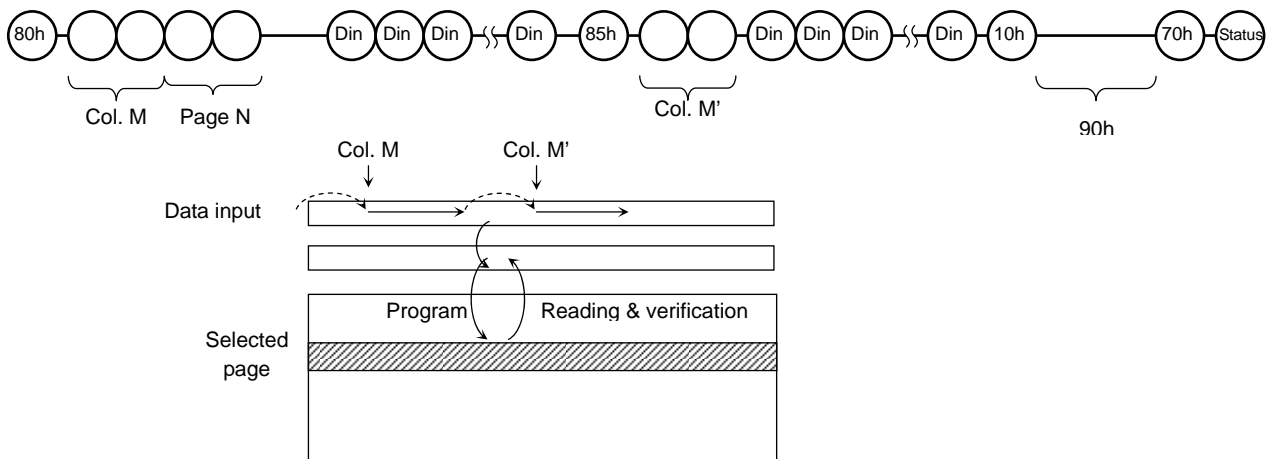 80h Din Din Din Din 85h Din Din Din Din 10h 70h Status
Col. M Page N Col. M’ 90h
Col. M Col. M’
Data input
Program Reading & verification
Selected
page